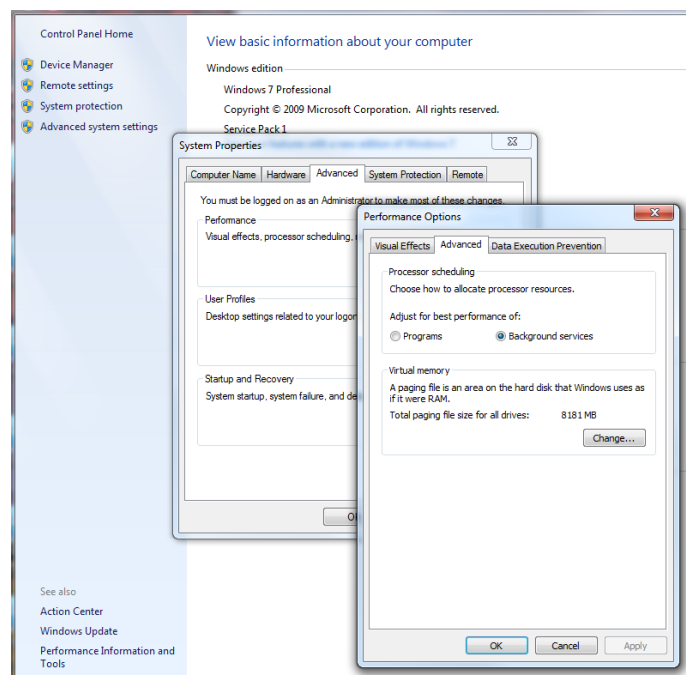 Control Panel Home
Device Manager
Remote settings
System protection
Advanced system settings
See also
Action Center
Windows Update
Performance Information and
Tools
View basic information about your computer
Windows edition
Windows 7 Professional
Copyright © 2009 Microsoft Corporation. All rights reserved.
Service Pack 1
System Properties
Computer Name
Hardware
Advanced
System Protection
Remote
You must be logged on as an Administrator to make most of these changes.
Performance
Visual effects, processor scheduling,
User Profiles
Desktop settings related to your logon
Startup and Recovery
System startup, system failure, and
Performance Options
Visual Effects
Advanced
Data Execution Prevention
Processor scheduling
Choose how to allocate processor resources.
Adjust for best performance of:
Programs
Background services
Virtual memory
A paging file is an area on the hard disk that Windows uses as
if it were RAM.
Total paging file size for all drives: 8181 MB
Change...
OK
Cancel
Apply